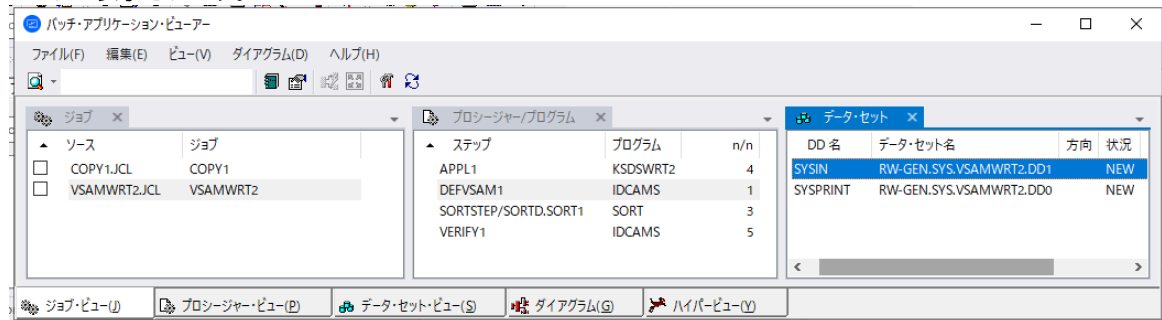 バッチ・アプリケーション・ビューアー
ファイル(F) 編集(E) ビュー(V) ダイアグラム(D) ヘルプ(H)
ジョブ
ソース ジョブ
COPY1.JCL COPY1
VSAMWRT2.JCL VSAMWRT2
プロシージャー/プログラム
ステップ プログラム n/n
APPL1 KSDSWRT2 4
DEFVSAM1 IDCAMS 1
SORTSTEP/SORTD.SORT1 SORT 3
VERIFY1 IDCAMS 5
データ・セット
DD 名 データ・セット名 方向 状況
SYSIN RW-GEN.SYS.VSAMWRT2.DD1 NEW
SYSPRINT RW-GEN.SYS.VSAMWRT2.DD0 NEW
ジョブ・ビュー(J) プロシージャー・ビュー(P) データ・セット・ビュー(S) ダイアグラム(G) ハイパービュー(Y)